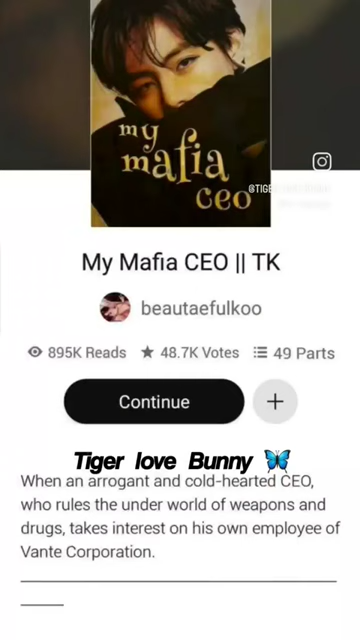 my
mafia
ceo
@TIGE
My Mafia CEO || TK
beautaefulkoo
895K Reads
48.7K Votes
49 Parts
Continue
Tiger love Bunny 🦋
When an arrogant and cold-hearted CEO,
who rules the under world of weapons and
drugs, takes interest on his own employee of
Vante Corporation.